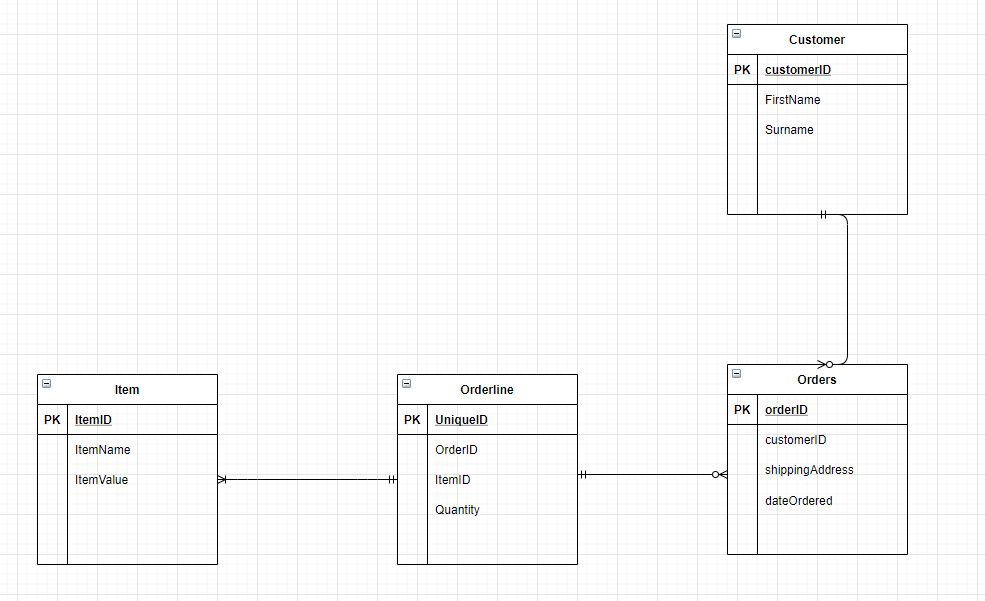 Customer
PK customerID
FirstName
Surname
Item
PK ItemID
ItemName
ItemValue
Orderline
PK UniqueID
OrderID
ItemID
Quantity
Orders
PK orderID
customerID
shippingAddress
dateOrdered